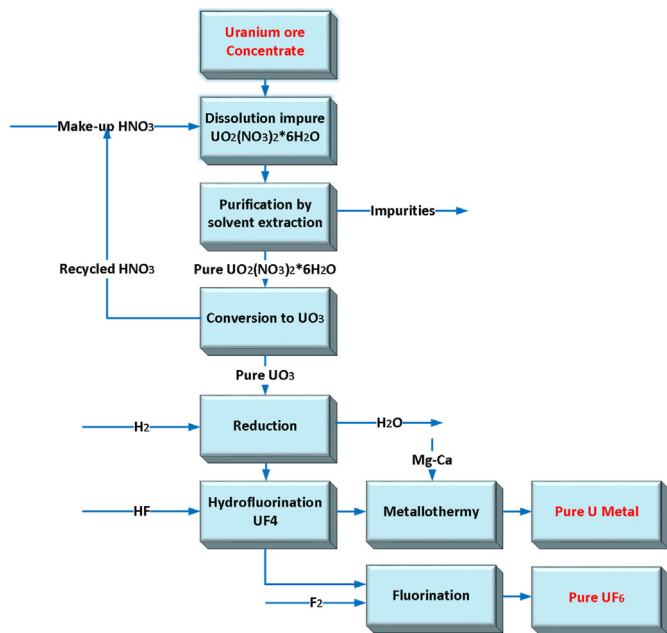 Uranium ore
Concentrate
Make-up HNO₃
Dissolution impure
UO₂(NO₃)₂*6H₂O
Purification by
solvent extraction
Impurities
Recycled HNO₃
Pure UO₂(NO₃)₂*6H₂O
Conversion to UO₃
Pure UO₃
H₂
Reduction
H₂O
Mg-Ca
HF
Hydrofluorination
UF4
Metallothermy
Pure U Metal
F₂
Fluorination
Pure UF₆